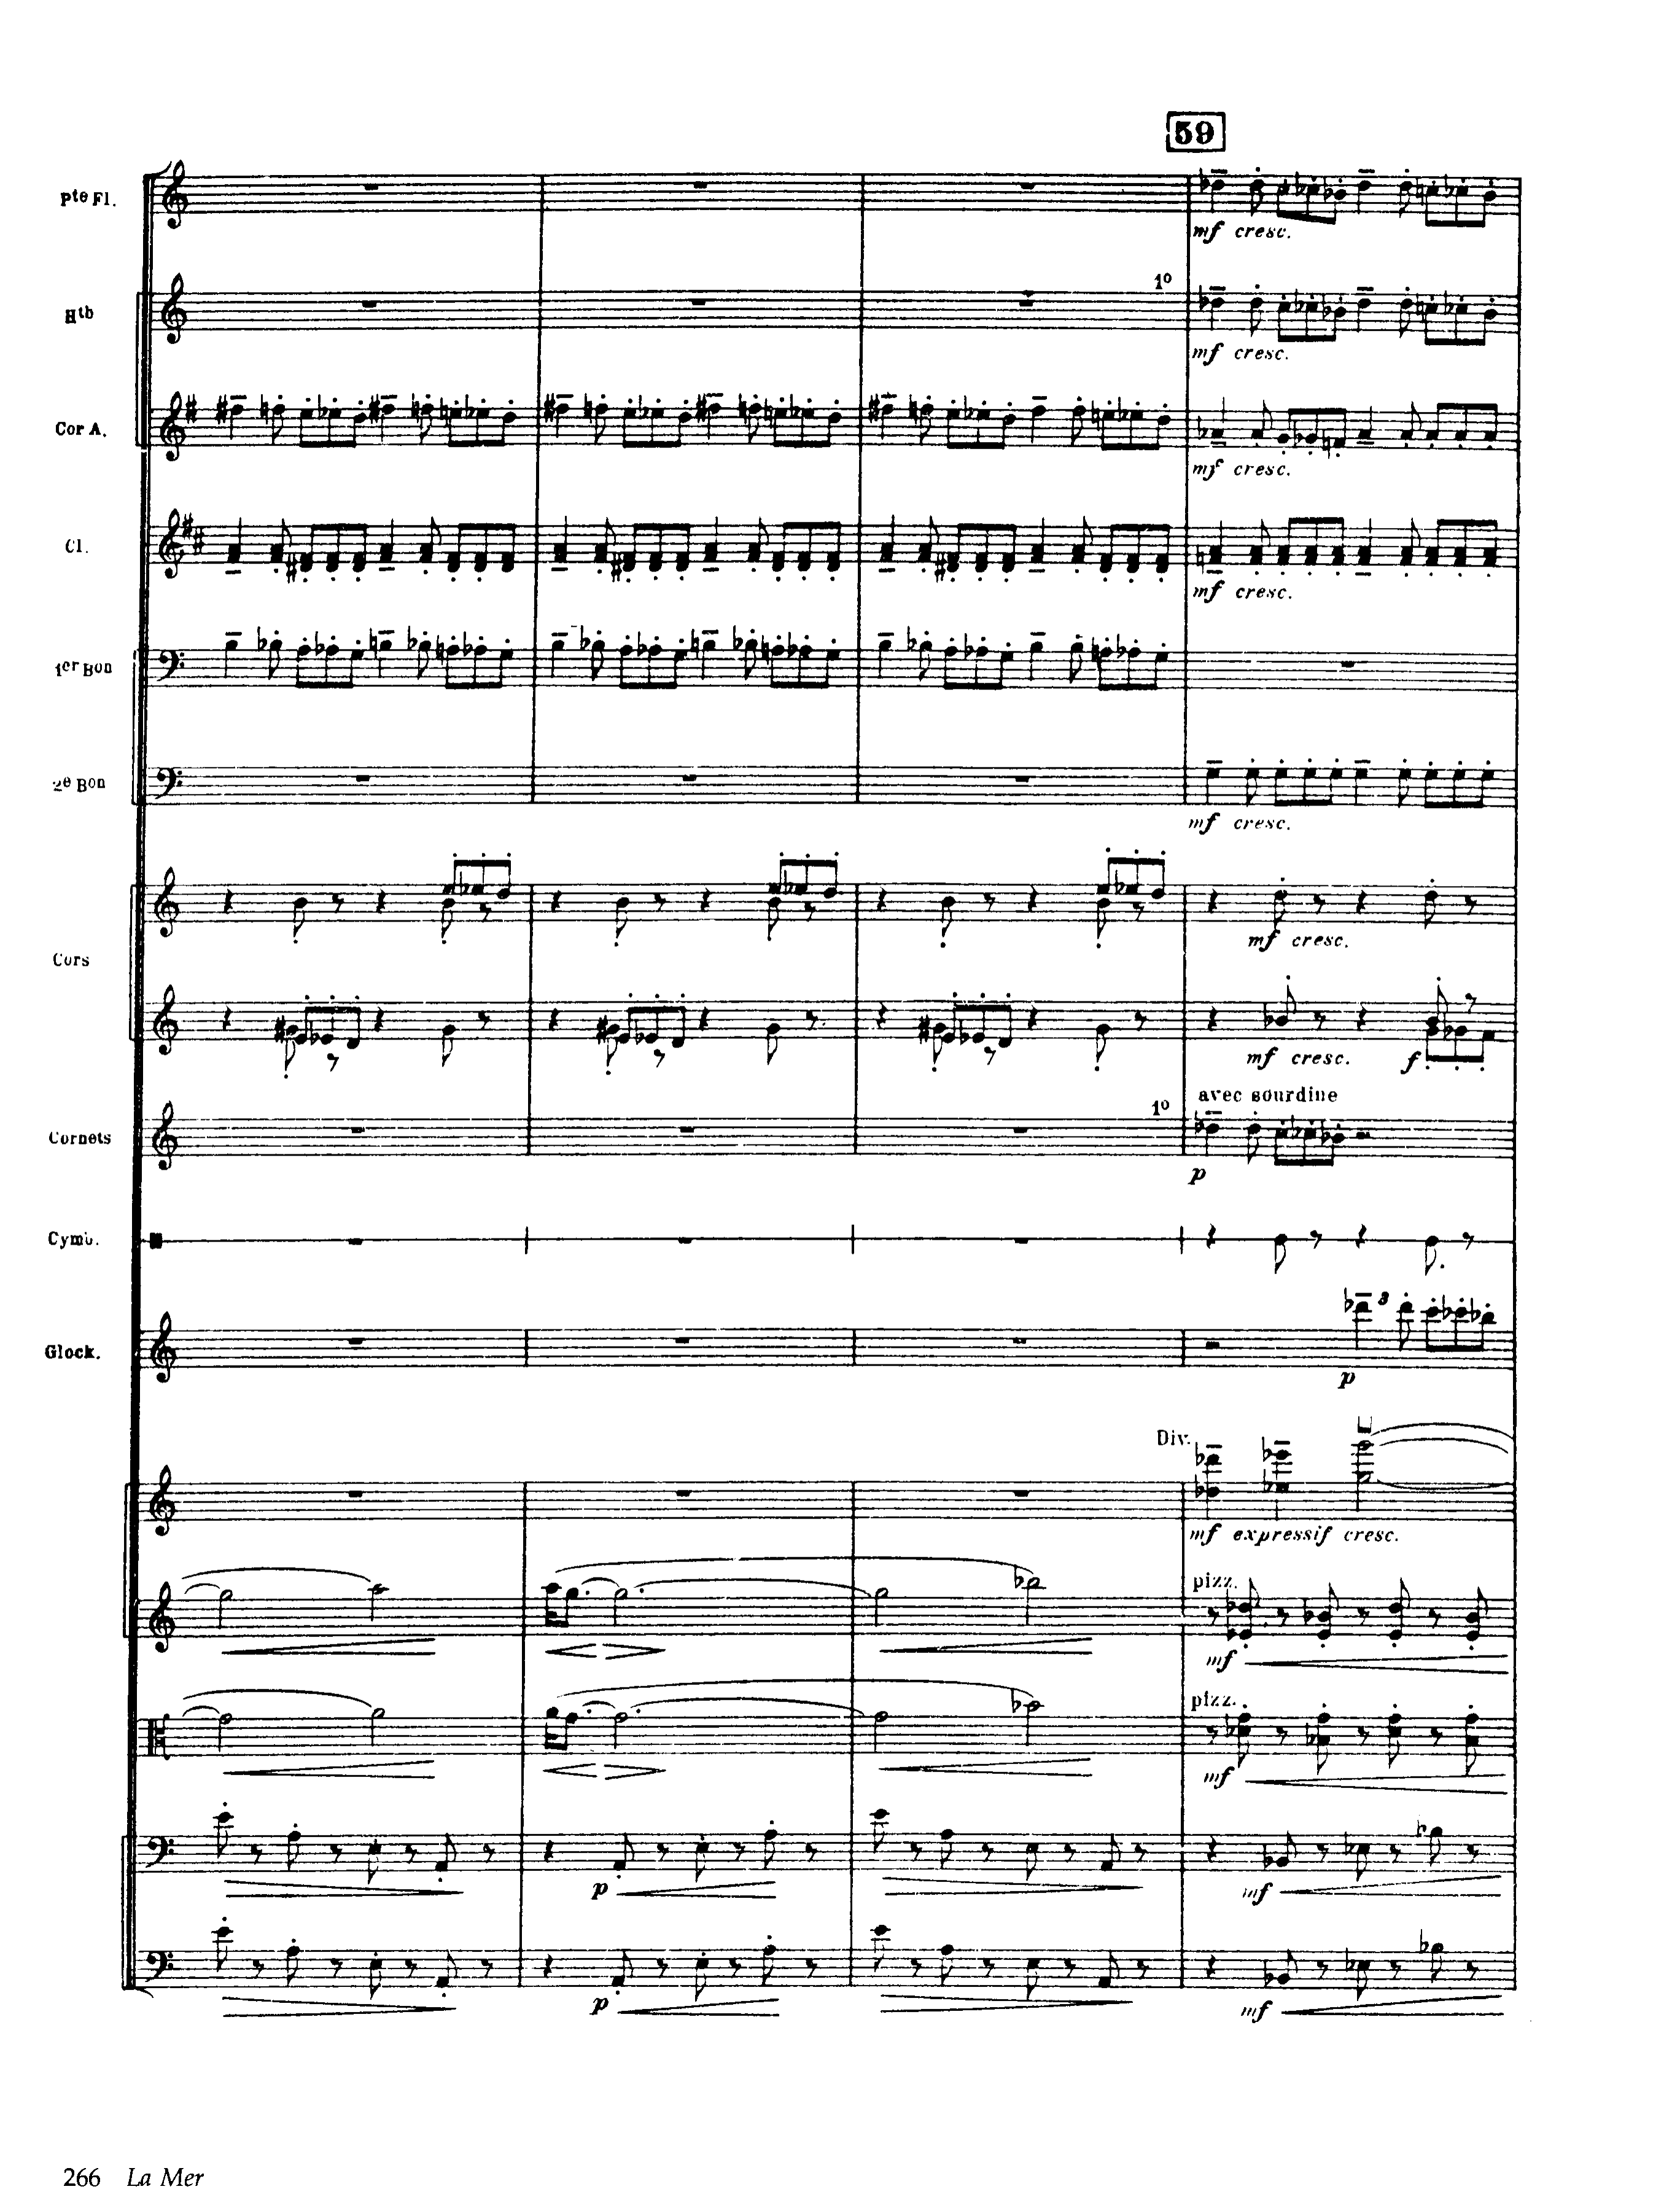 59
Pte Fl.
mf cresc.
1º
Htb
mf cresc.
Cor A.
mf cresc.
Cl.
mf cresc.
1er Bon
2e Bon
mf cresc.
mf cresc.
Cors
mf cresc. f
avec sourdine
1º
Cornets
p
Cymb.
3
Glock.
p
Div.
mf expressif cresc.
pizz.
mf
pizz.
mf
p mf
p mf
266 La Mer